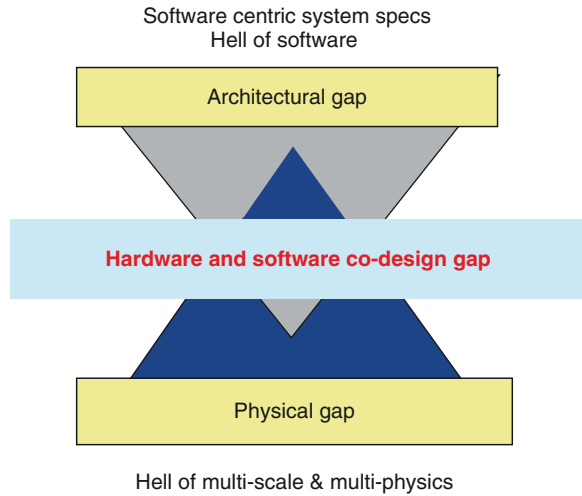 Software centric system specs
Hell of software
Architectural gap
Hardware and software co-design gap
Physical gap
Hell of multi-scale & multi-physics